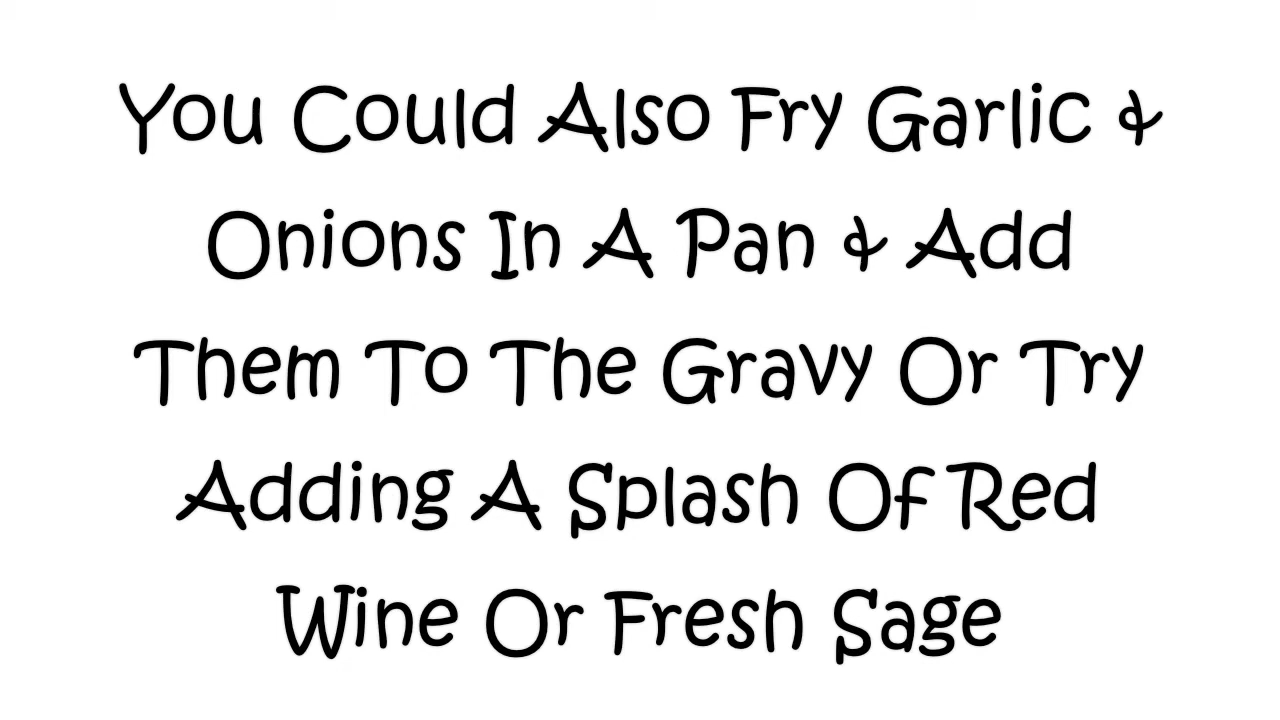 You Could Also Fry Garlic &
Onions In A Pan & Add
Them To The Gravy Or Try
Adding A Splash Of Red
Wine Or Fresh Sage